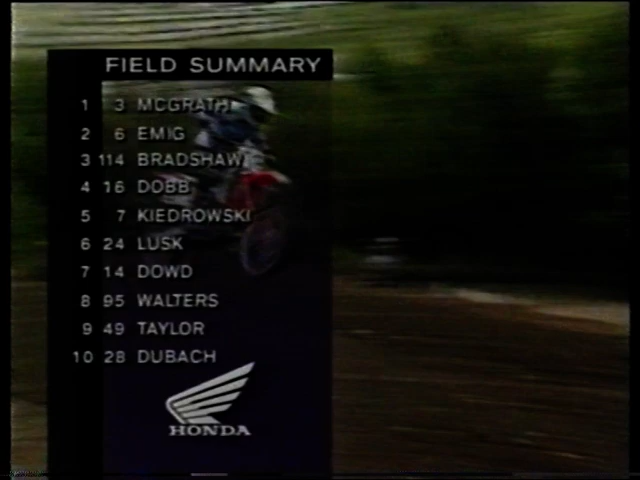 FIELD SUMMARY
1 3 MCGRATH
2 6 EMIG
3 114 BRADSHAW
4 16 DOBB
5 7 KIEDROWSKI
6 24 LUSK
7 14 DOWD
8 95 WALTERS
9 49 TAYLOR
10 28 DUBACH
HONDA